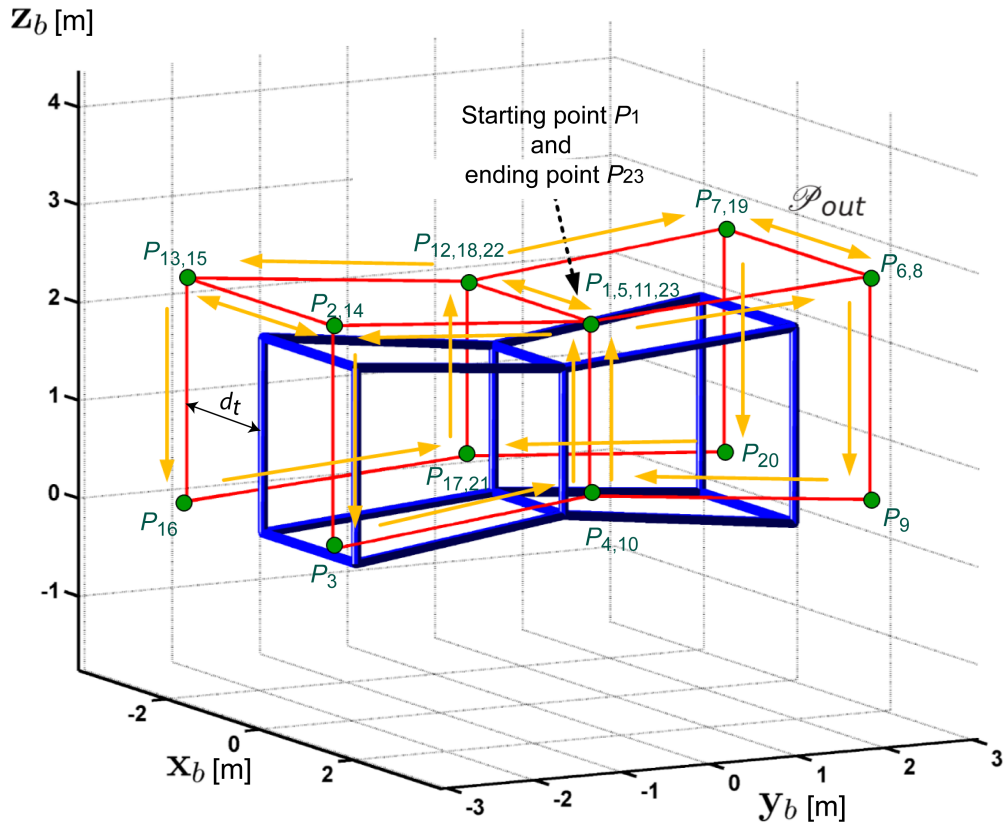 z_b [m]
4
3
2
1
0
-1
Starting point P1
and
ending point P23
𝒫out
P7,19
P6,8
P12,18,22
P13,15
P1,5,11,23
P2,14
dt
P20
P17,21
P16
P9
P4,10
P3
-2
0
2
x_b [m]
-3
-2
-1
0
1
2
3
y_b [m]